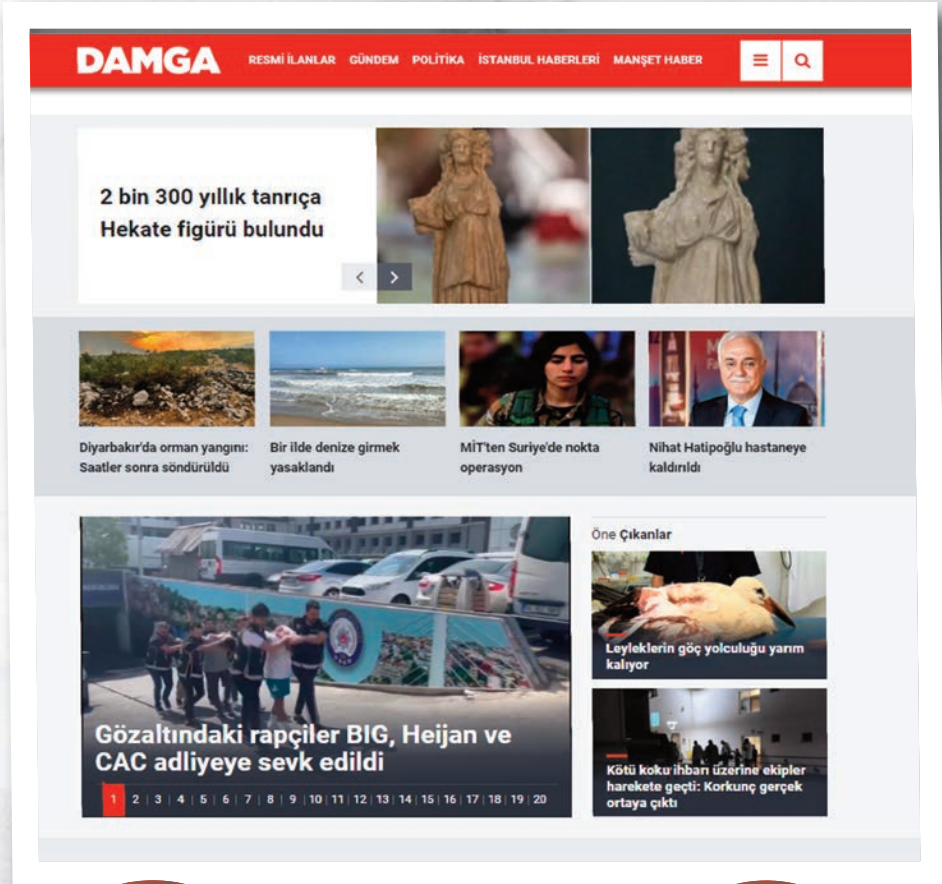 DAMGA
RESMİ İLANLAR GÜNDEM POLİTİKA İSTANBUL HABERLERİ MANŞET HABER
2 bin 300 yıllık tanrıça
Hekate figürü bulundu
Diyarbakır'da orman yangını:
Saatler sonra söndürüldü
Bir ilde denize girmek
yasaklandı
MİT'ten Suriye'de nokta
operasyon
Nihat Hatipoğlu hastaneye
kaldırıldı
Gözaltındaki rapçiler BIG, Heijan ve
CAC adliyeye sevk edildi
1 2 | 3 | 4 | 5 | 6 | 7 | 8 | 9 | 10 | 11 | 12 | 13 | 14 | 15 | 16 | 17 | 18 | 19 | 20
Öne Çıkanlar
Leyleklerin göç yolculuğu yarım
kalıyor
Kötü koku ihbarı üzerine ekipler
harekete geçti: Korkunç gerçek
ortaya çıktı